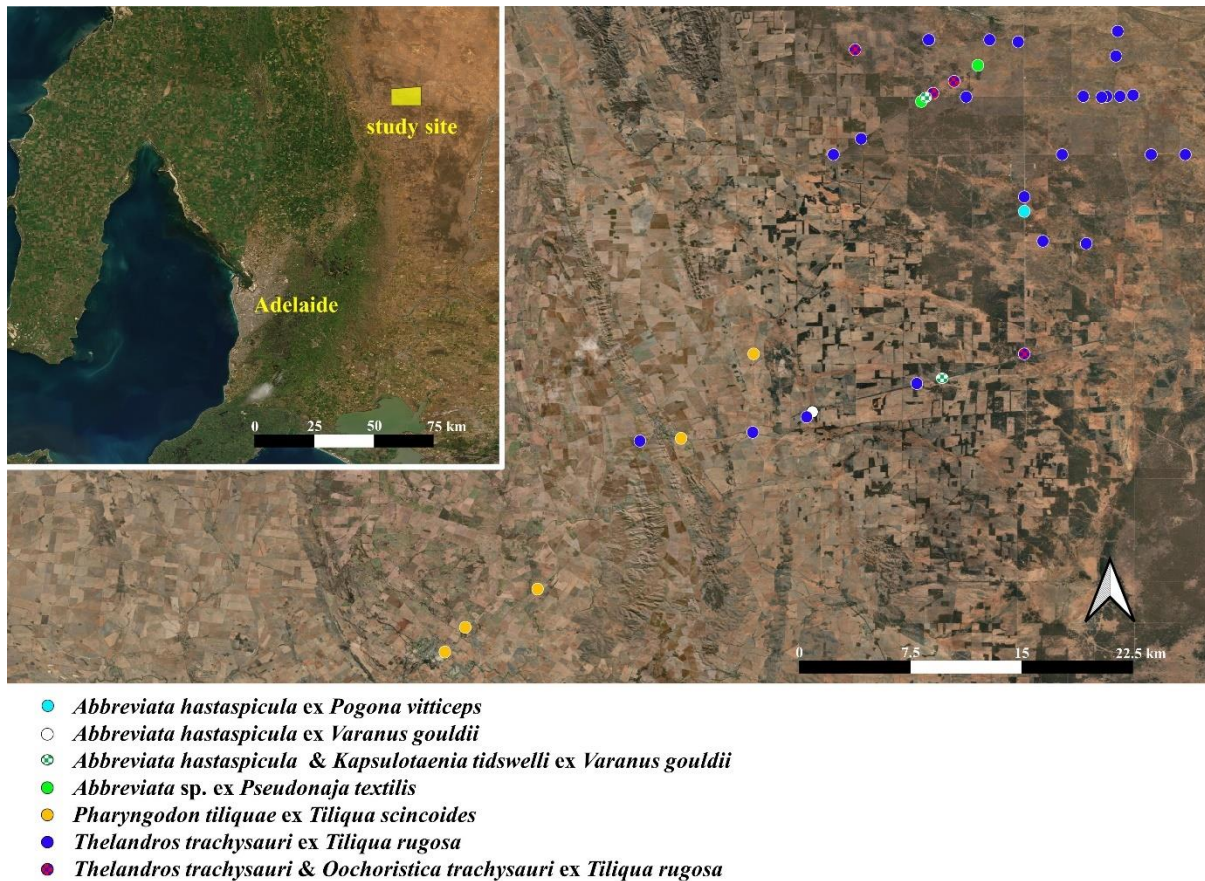 study site
Adelaide
0 25 50 75 km
0 7.5 15 22.5 km
Abbreviata hastaspicula ex Pogona vitticeps
Abbreviata hastaspicula ex Varanus gouldii
Abbreviata hastaspicula & Kapsulotaenia tidswelli ex Varanus gouldii
Abbreviata sp. ex Pseudonaja textilis
Pharyngodon tiliquae ex Tiliqua scincoides
Thelandros trachysauri ex Tiliqua rugosa
Thelandros trachysauri & Oochoristica trachysauri ex Tiliqua rugosa